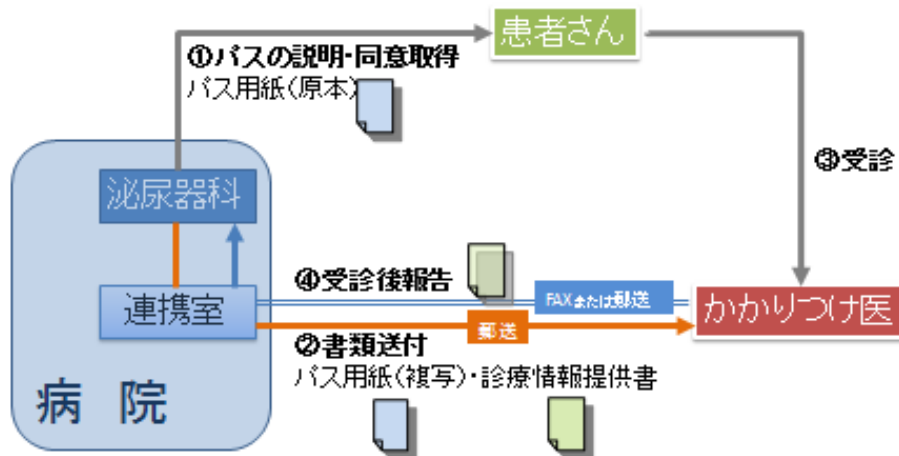 患者さん
①パスの説明・同意取得
パス用紙(原本)
③受診
泌尿器科
④受診後報告
FAXまたは郵送
連携室
かかりつけ医
郵送
②書類送付
パス用紙(複写)・診療情報提供書
病 院